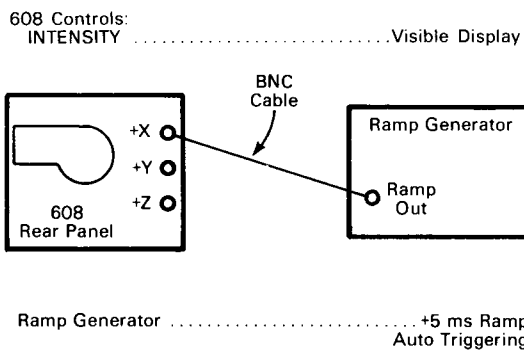 608 Controls:
INTENSITY ............................Visible Display
BNC
Cable
Ramp Generator
+X
+Y
+Z
Ramp
Out
608
Rear Panel
Ramp Generator ............................+5 ms Ramp
Auto Triggering